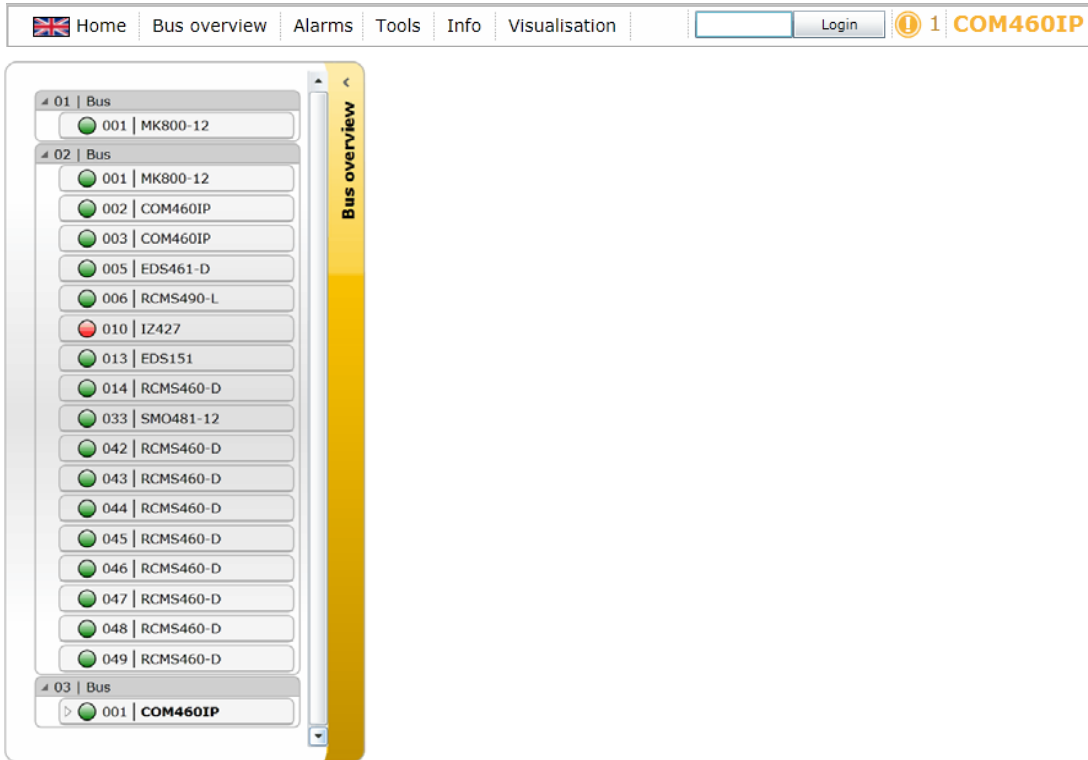 Home Bus overview Alarms Tools Info Visualisation Login 1 COM460IP
Bus overview
01 | Bus
001 | MK800-12
02 | Bus
001 | MK800-12
002 | COM460IP
003 | COM460IP
005 | EDS461-D
006 | RCMS490-L
010 | IZ427
013 | EDS151
014 | RCMS460-D
033 | SMO481-12
042 | RCMS460-D
043 | RCMS460-D
044 | RCMS460-D
045 | RCMS460-D
046 | RCMS460-D
047 | RCMS460-D
048 | RCMS460-D
049 | RCMS460-D
03 | Bus
001 | COM460IP